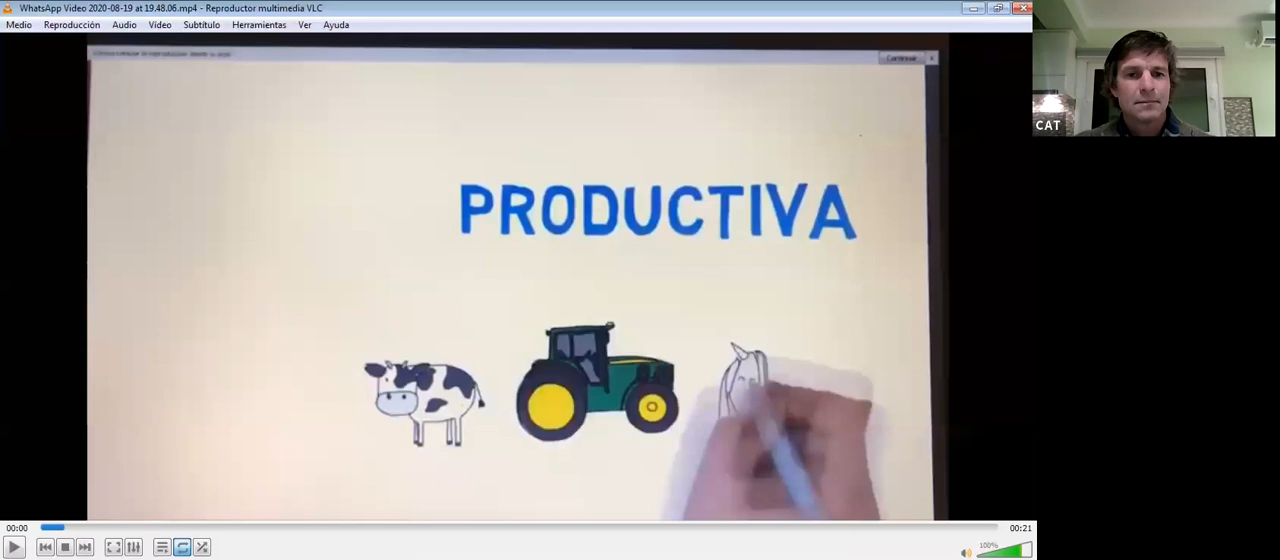 WhatsApp Video 2020-08-19 at 19.48.06.mp4 - Reproductor multimedia VLC
Medio Reproducción Audio Vídeo Subtítulo Herramientas Ver Ayuda
Continuar
PRODUCTIVA
CAT
00:00
00:21
100%